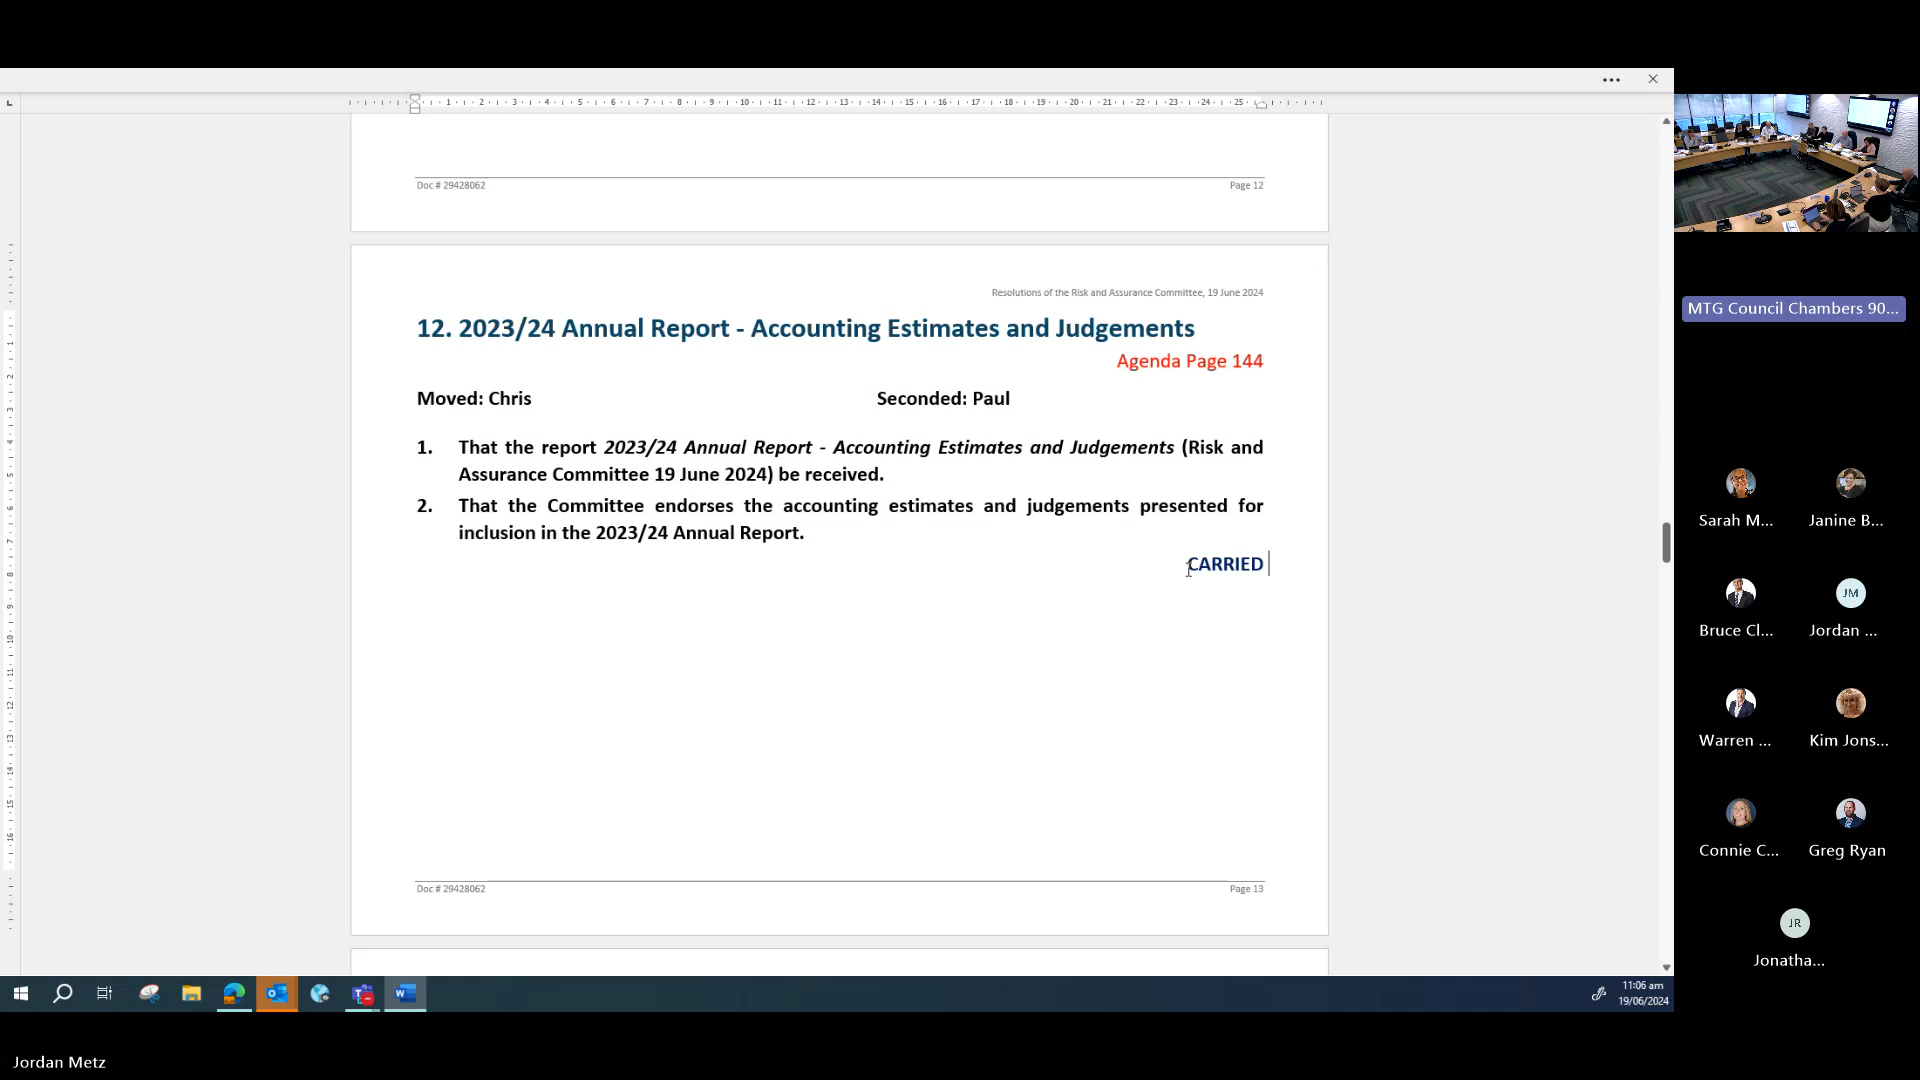 Doc # 29428062 Page 12
Resolutions of the Risk and Assurance Committee, 19 June 2024
12. 2023/24 Annual Report - Accounting Estimates and Judgements
Agenda Page 144
Moved: Chris Seconded: Paul
1. That the report 2023/24 Annual Report - Accounting Estimates and Judgements (Risk and
Assurance Committee 19 June 2024) be received.
2. That the Committee endorses the accounting estimates and judgements presented for
inclusion in the 2023/24 Annual Report.
CARRIED
Doc # 29428062 Page 13
MTG Council Chambers 90...
Sarah M... Janine B...
JM
Bruce Cl... Jordan ...
Warren ... Kim Jons...
Connie C... Greg Ryan
JR
Jonatha...
11:06 am
19/06/2024
Jordan Metz